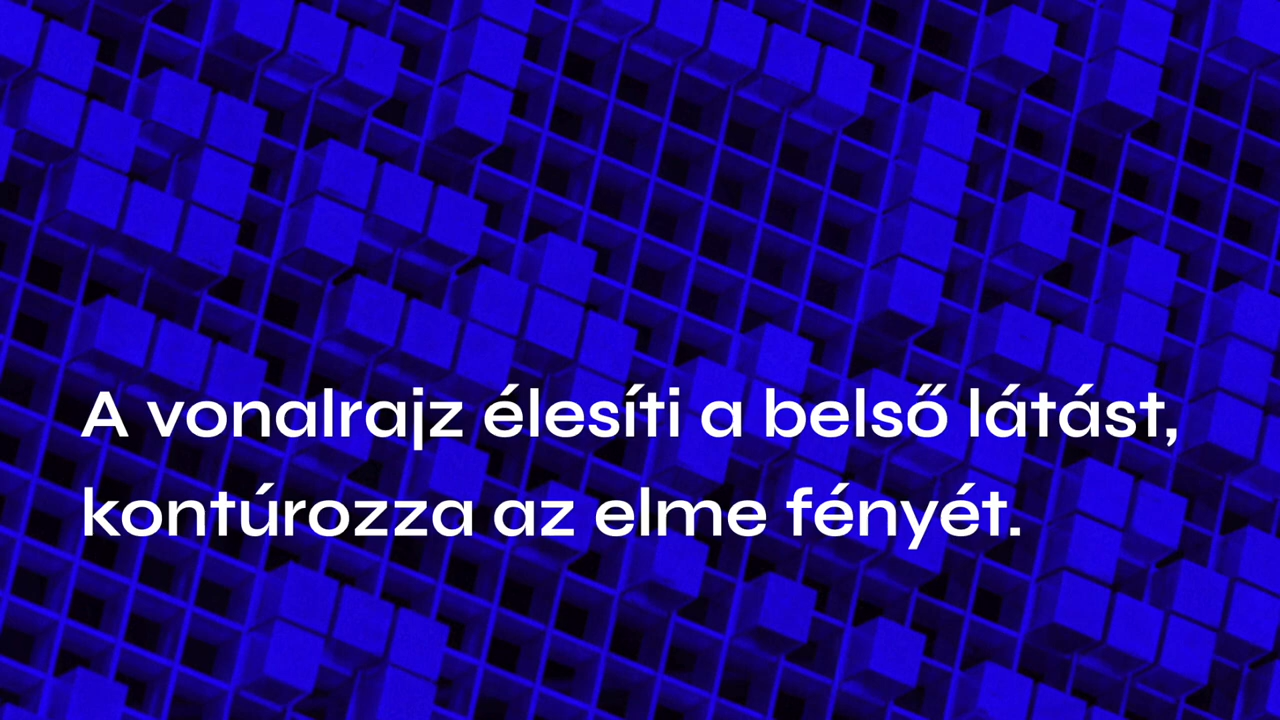 A vonalrajz élesíti a belső látást,
kontúrozza az elme fényét.